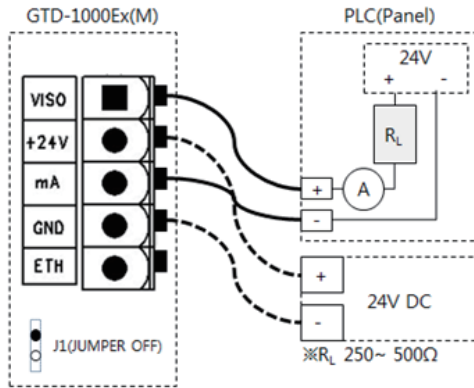 GTD-1000Ex(M)
VISO
+24V
mA
GND
ETH
J1(JUMPER OFF)
PLC(Panel)
24V
+ -
RL
+
A
-
+
24V DC
-
※RL 250~ 500Ω